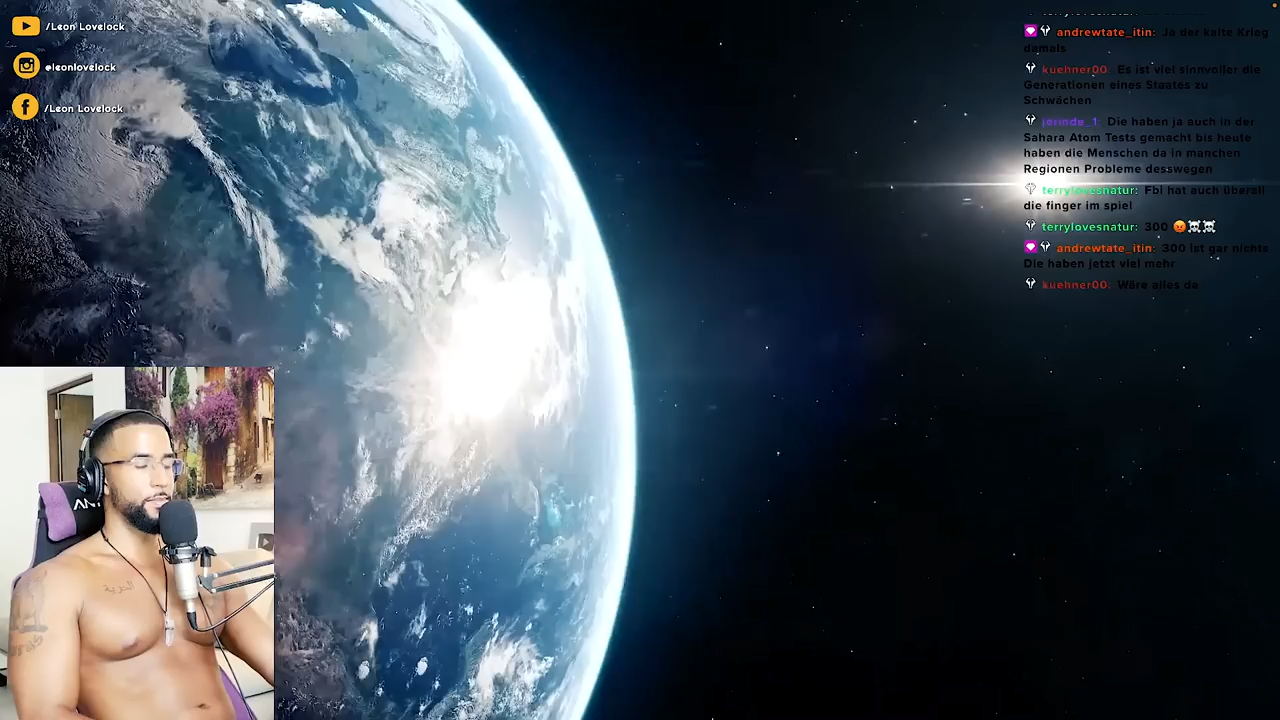 /Leon Lovelock
@leonlovelock
/Leon Lovelock
andrewtate_itin: Ja der kalte Krieg
damals
kuehner00: Es ist viel sinnvoller die
Generationen eines Staates zu
Schwächen
jerinde_1: Die haben ja auch in der
Sahara Atom Tests gemacht bis heute
haben die Menschen da in manchen
Regionen Probleme desswegen
terrylovesnatur: Fbi hat auch überall
die finger im spiel
terrylovesnatur: 300 😡☠️☠️
andrewtate_itin: 300 ist gar nichts
Die haben jetzt viel mehr
kuehner00: Wäre alles da
الحرية